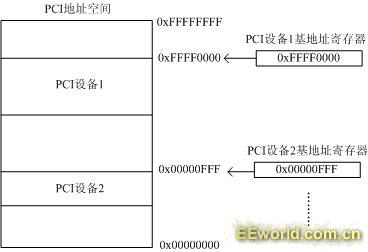 PCI地址空间
0xFFFFFFFF
PCI设备1基地址寄存器
0xFFFF0000
0xFFFF0000
PCI设备1
PCI设备2基地址寄存器
0x00000FFF
0x00000FFF
PCI设备2
EEworld.com.cn
0x00000000